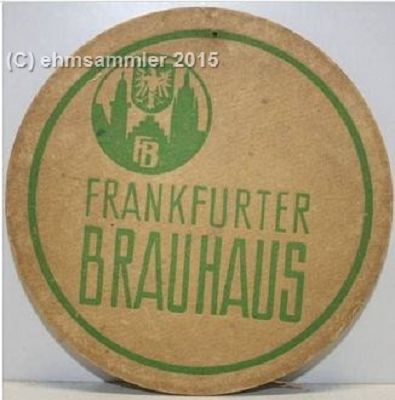 (C) ehmsammler 2015
FB
FRANKFURTER
BRAUHAUS